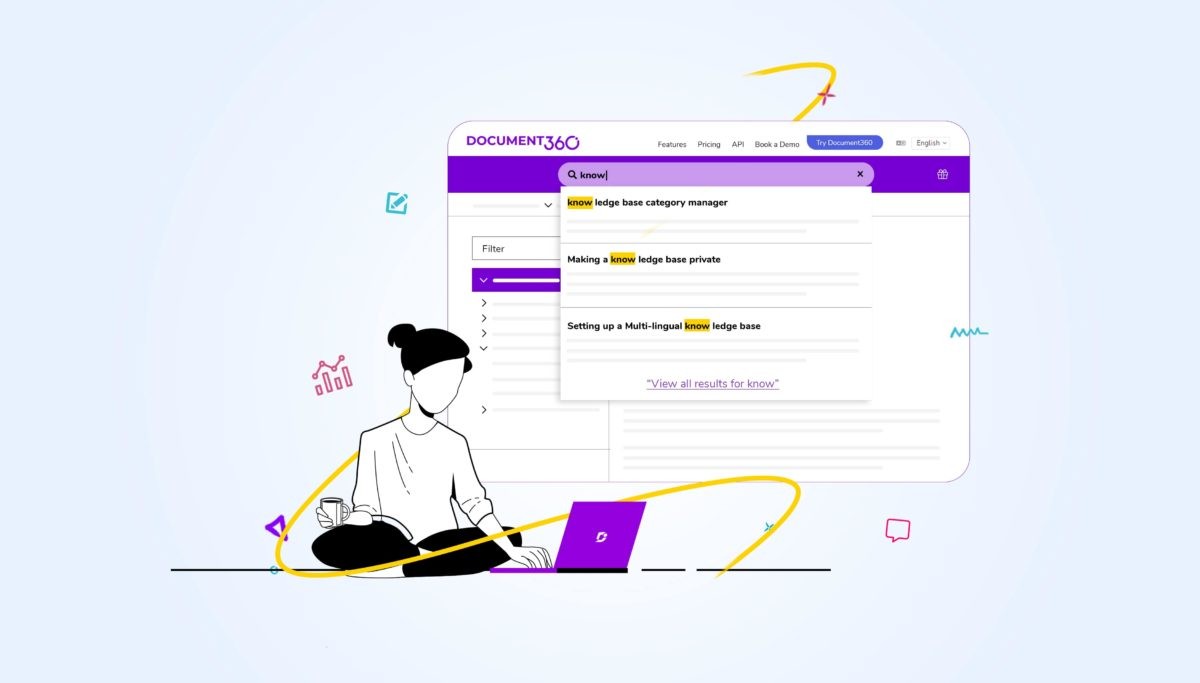 DOCUMENT360
Features Pricing API Book a Demo Try Document360 English
know
know ledge base category manager
Making a know ledge base private
Setting up a Multi-lingual know ledge base
"View all results for know"
Filter